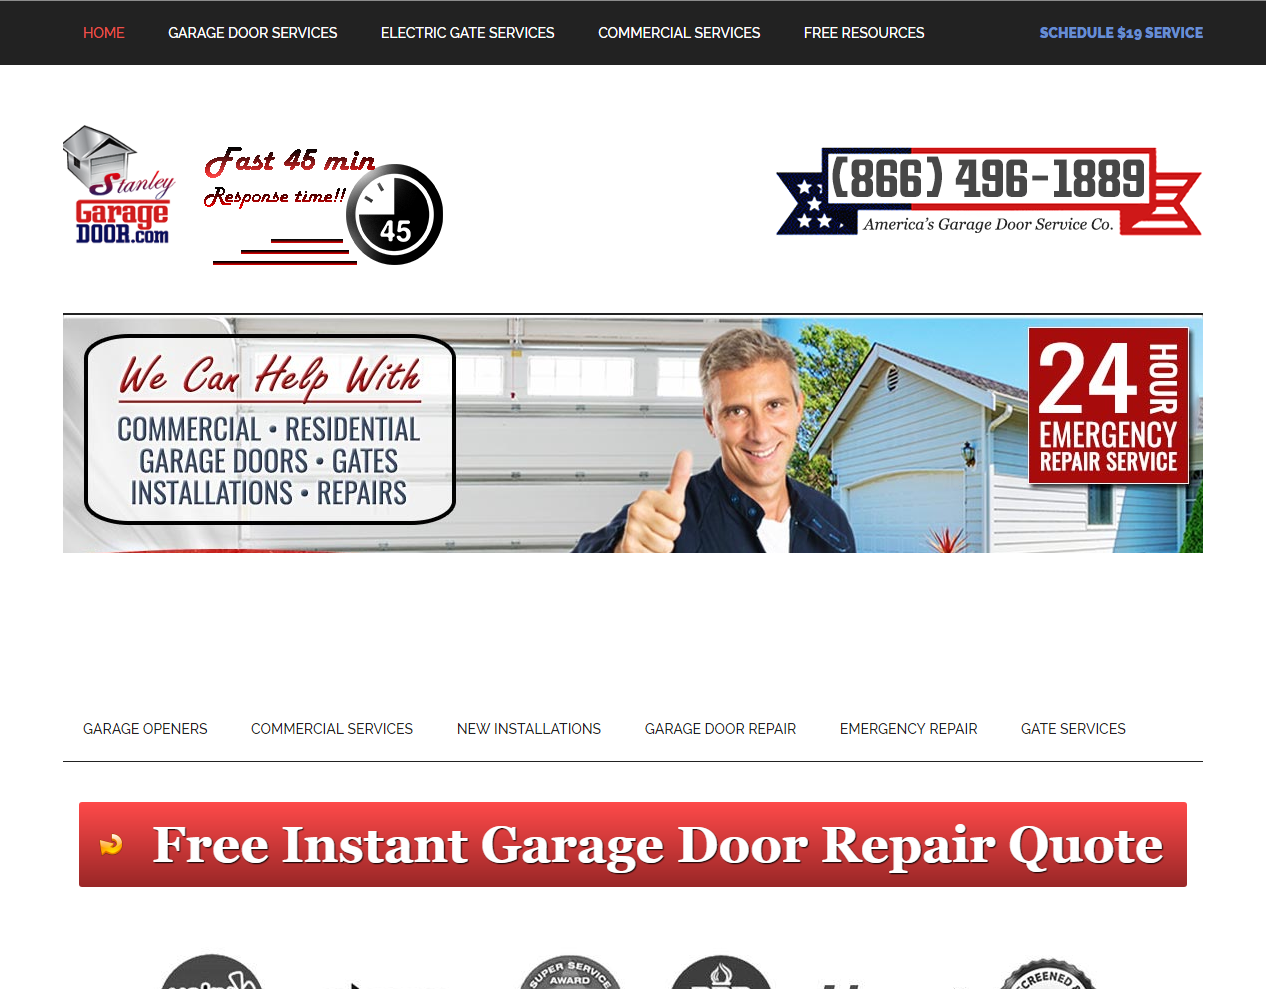 HOME GARAGE DOOR SERVICES ELECTRIC GATE SERVICES COMMERCIAL SERVICES FREE RESOURCES SCHEDULE $19 SERVICE
Stanley
Garage
DOOR.com
Fast 45 min
Response time!!
45
(866) 496-1889
America's Garage Door Service Co.
We Can Help With
COMMERCIAL • RESIDENTIAL
GARAGE DOORS • GATES
INSTALLATIONS • REPAIRS
24 HOUR
EMERGENCY
REPAIR SERVICE
GARAGE OPENERS COMMERCIAL SERVICES NEW INSTALLATIONS GARAGE DOOR REPAIR EMERGENCY REPAIR GATE SERVICES
Free Instant Garage Door Repair Quote
SUPER SERVICE
AWARD